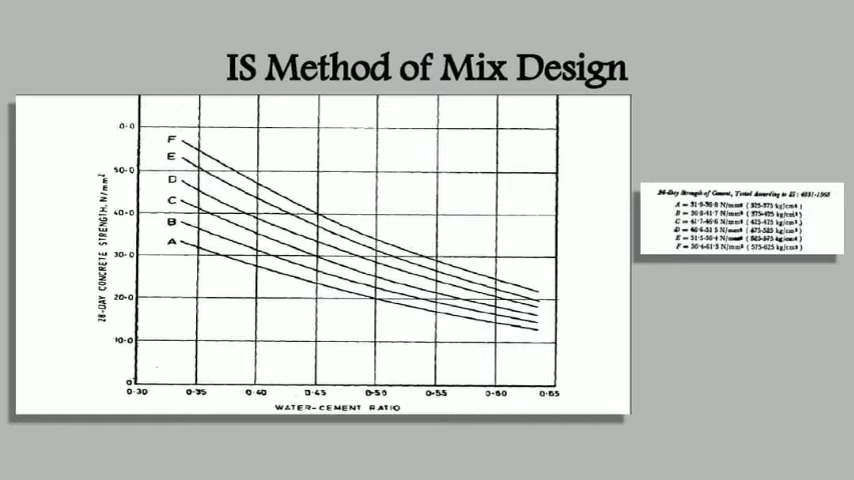 IS Method of Mix Design
0·0
50·0
40·0
30·0
20·0
10·0
0
F
E
D
C
B
A
28-DAY CONCRETE STRENGTH, N/mm²
0·30 0·35 0·40 0·45 0·50 0·55 0·60 0·65
WATER-CEMENT RATIO
28-Day Strength of Cement, Tested According to IS : 4031-1968
A = 31·9-36·8 N/mm² (325-375 kg/cm²)
B = 36·8-41·7 N/mm² (375-425 kg/cm²)
C = 41·7-46·6 N/mm² (425-475 kg/cm²)
D = 46·6-51·5 N/mm² (475-525 kg/cm²)
E = 51·5-56·4 N/mm² (525-575 kg/cm²)
F = 56·4-61·3 N/mm² (575-625 kg/cm²)